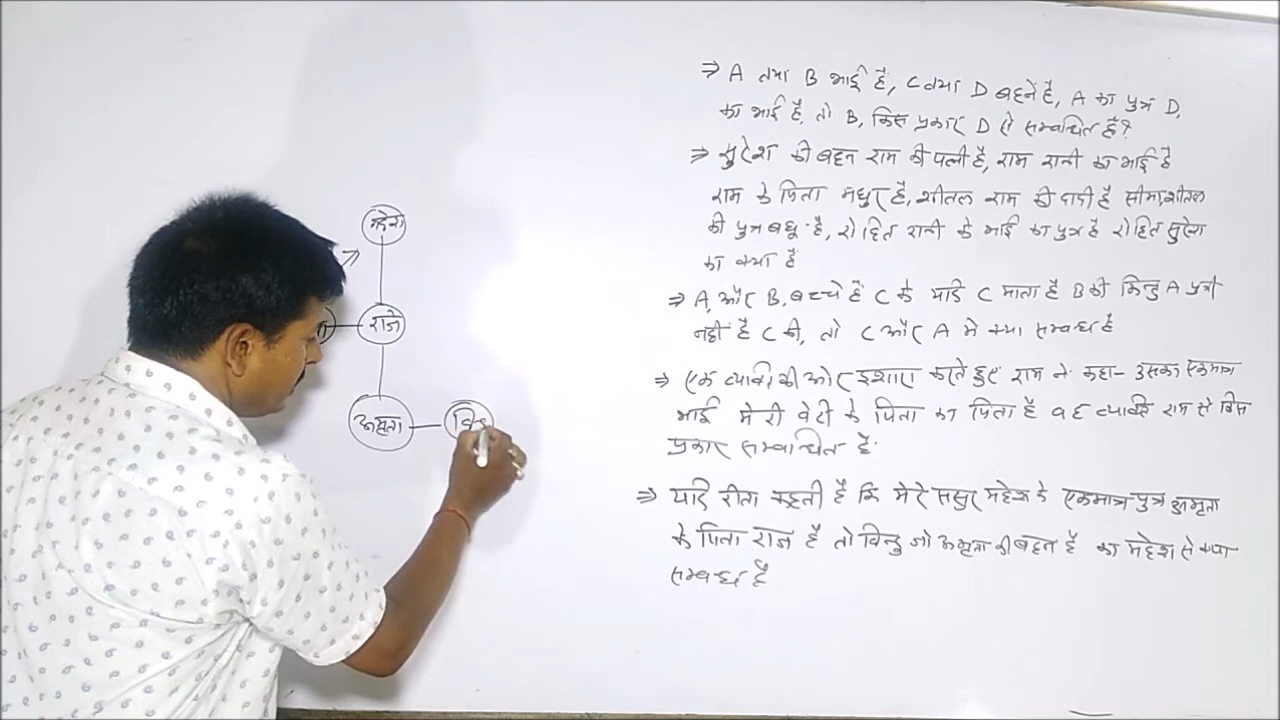 महेश
राजे
अमृता
बिन्दु
⇒ A तथा B भाई हैं, C तथा D बहनें है, A का पुत्र D,
का भाई है, तो B, किस प्रकार D से सम्बन्धित है?
⇒ सुरेश की बहन राम की पत्नी है, राम रानी का भाई है
राम के पिता मधुर है, शीतल राम की दादी है सीमा, शीतल
की पुत्र बधू है, रोहित रानी के भाई का पुत्र है रोहित सुरेश
का क्या है
⇒ A, और B, बच्चे हैं C के यदि C माता है B की किन्तु A पुत्री
नहीं है C की, तो C और A मे क्या सम्बन्ध है
⇒ एक व्यक्ति की ओर इशारा करते हुए राम ने कहा- उसका एकमात्र
भाई मेरी बेटी के पिता का पिता है वह व्यक्ति राम से किस
प्रकार सम्बान्धित है
⇒ यदि रीता कहती है कि मेरे ससुर महेश के एकमात्र पुत्र अमृता
के पिता राज है तो विन्दु जो अमृता की बहन है का महेश से क्या
सम्बन्ध है